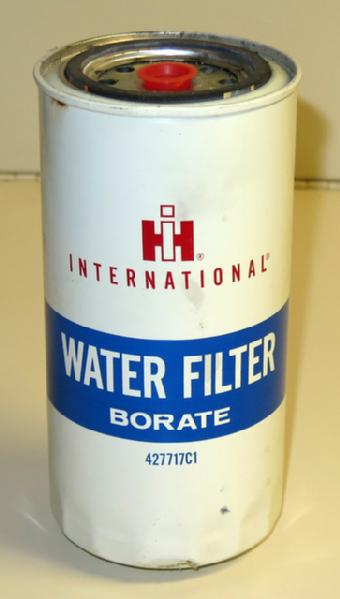 IH®
INTERNATIONAL®
WATER FILTER
BORATE
427717C1